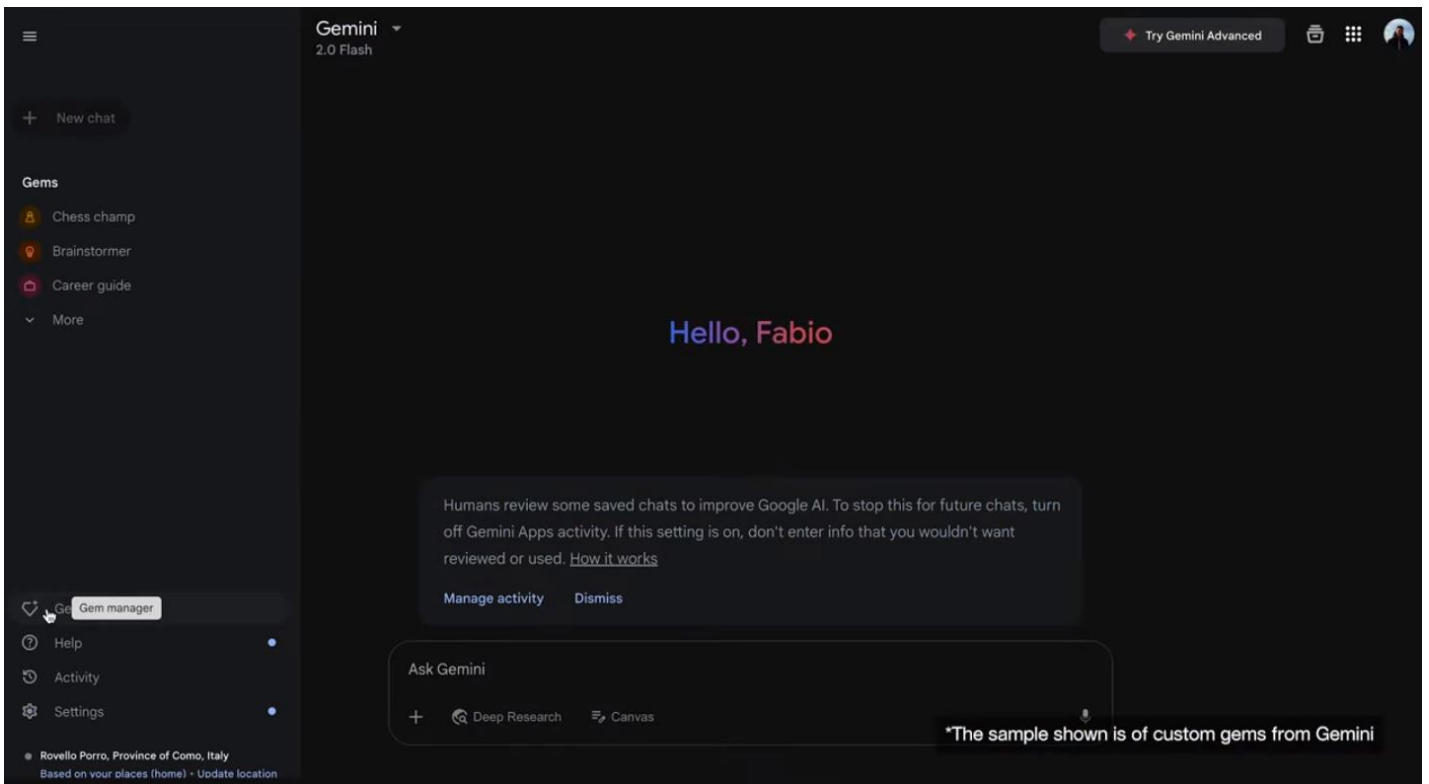 Gemini
2.0 Flash
Try Gemini Advanced
New chat
Gems
Chess champ
Brainstormer
Career guide
More
Hello, Fabio
Humans review some saved chats to improve Google AI. To stop this for future chats, turn
off Gemini Apps activity. If this setting is on, don't enter info that you wouldn't want
reviewed or used. How it works
Manage activity Dismiss
Ge Gem manager
Help
Activity
Settings
Rovello Porro, Province of Como, Italy
Based on your places (home) • Update location
Ask Gemini
Deep Research Canvas
*The sample shown is of custom gems from Gemini